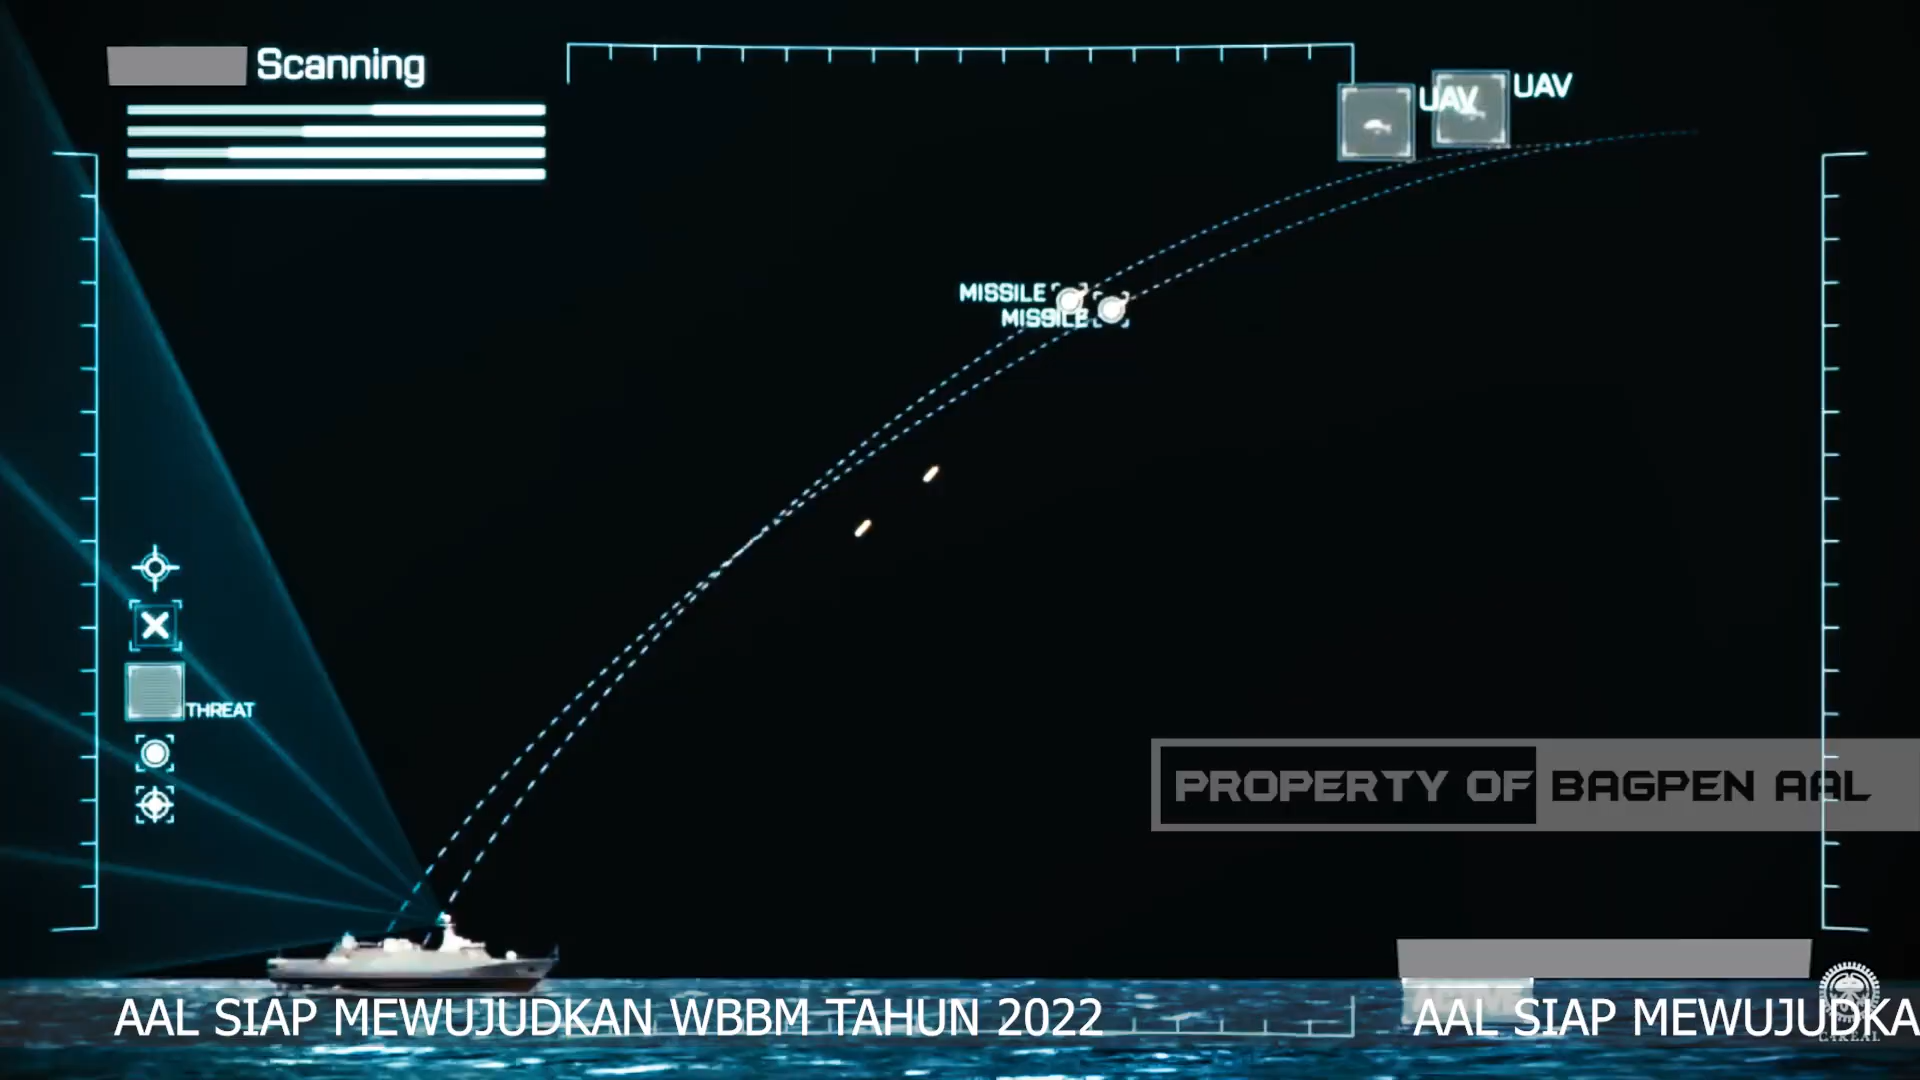 Scanning
UAV
UAV
MISSILE
MISSILE
THREAT
PROPERTY OF BAGPEN AAL
AAL SIAP MEWUJUDKAN WBBM TAHUN 2022
AAL SIAP MEWUJUDKA